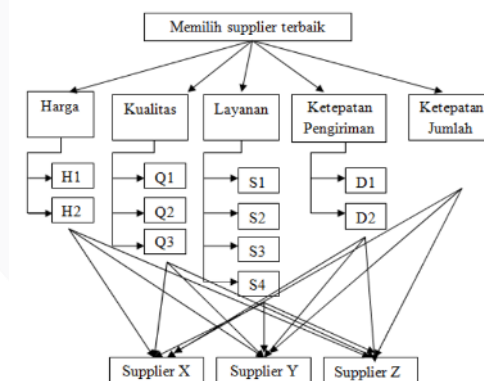 Memilih supplier terbaik
Harga
Kualitas
Layanan
Ketepatan
Pengiriman
Ketepatan
Jumlah
H1
H2
Q1
Q2
Q3
S1
S2
S3
S4
D1
D2
Supplier X
Supplier Y
Supplier Z